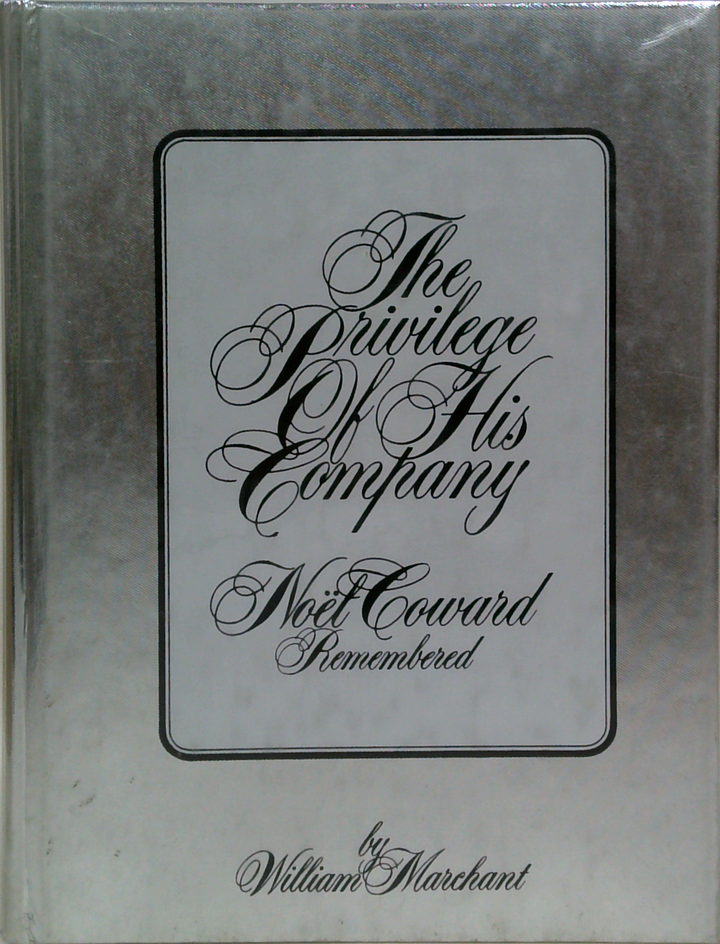 The
Privilege
Of His
Company
Noël Coward
Remembered
by
William Marchant